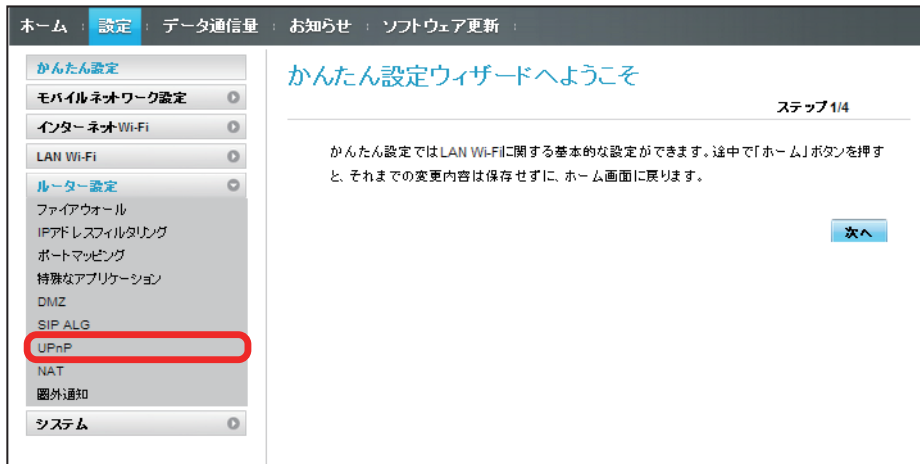 ホーム 設定 データ通信量 お知らせ ソフトウェア更新
かんたん設定
モバイルネットワーク設定
インターネットWi-Fi
LAN Wi-Fi
ルーター設定
ファイアウォール
IPアドレスフィルタリング
ポートマッピング
特殊なアプリケーション
DMZ
SIP ALG
UPnP
NAT
圏外通知
システム
かんたん設定ウィザードへようこそ
ステップ1/4
かんたん設定ではLAN Wi-Fiに関する基本的な設定ができます。途中で「ホーム」ボタンを押す
と、それまでの変更内容は保存せずに、ホーム画面に戻ります。
次へ